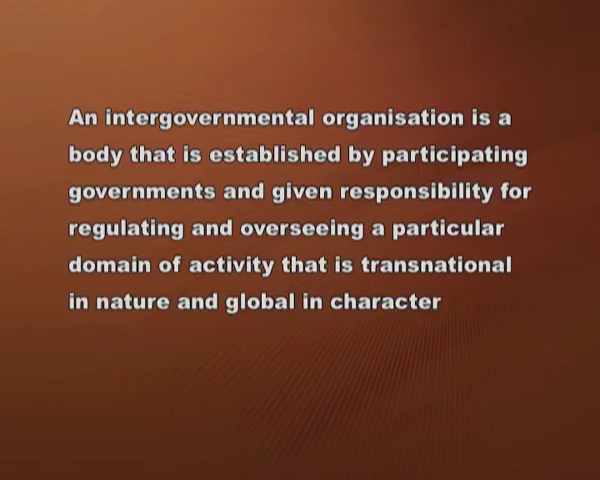 An intergovernmental organisation is a
body that is established by participating
governments and given responsibility for
regulating and overseeing a particular
domain of activity that is transnational
in nature and global in character